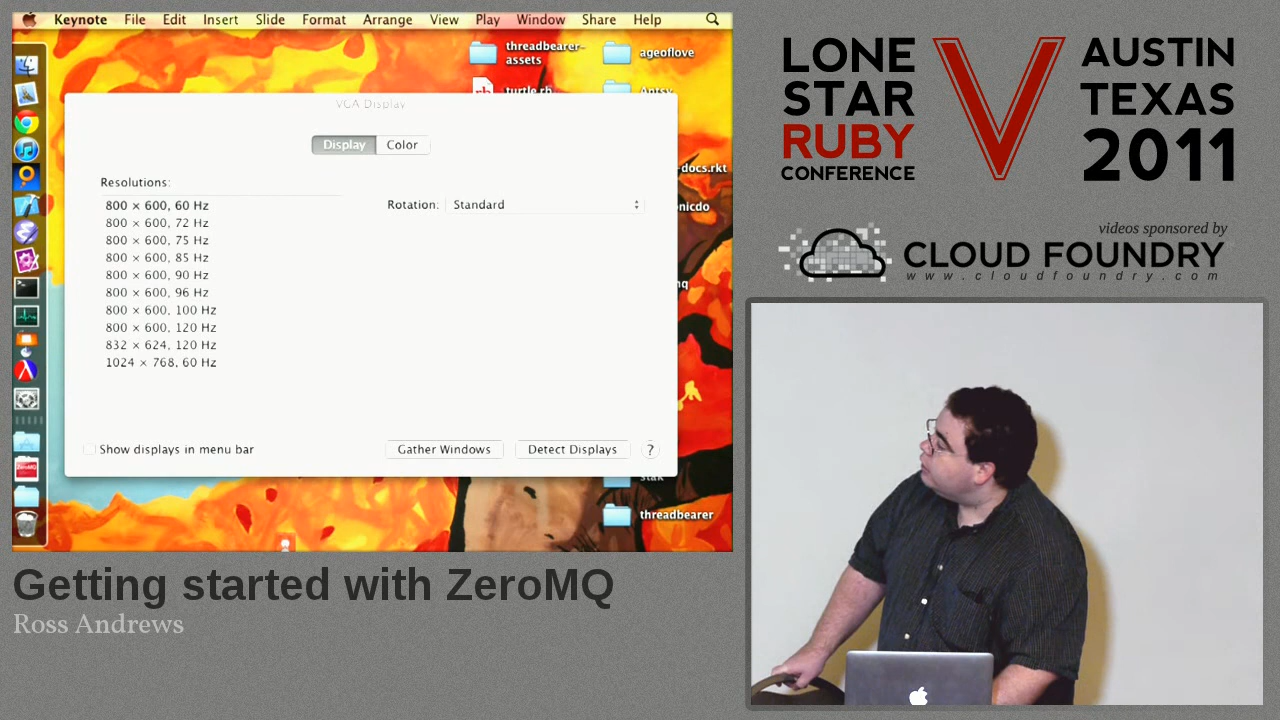 Keynote File Edit Insert Slide Format Arrange View Play Window Share Help
threadbearer-
assets
ageoflove
turtle.rb
VGA Display
Display Color
-docs.rkt
Resolutions:
800 × 600, 60 Hz
Rotation: Standard
800 × 600, 72 Hz
800 × 600, 75 Hz
800 × 600, 85 Hz
800 × 600, 90 Hz
800 × 600, 96 Hz
800 × 600, 100 Hz
800 × 600, 120 Hz
832 × 624, 120 Hz
1024 × 768, 60 Hz
Show displays in menu bar
Gather Windows Detect Displays ?
stak
threadbearer
Getting started with ZeroMQ
Ross Andrews
LONE
STAR
RUBY
CONFERENCE
V
AUSTIN
TEXAS
2011
videos sponsored by
CLOUD FOUNDRY
www.cloudfoundry.com